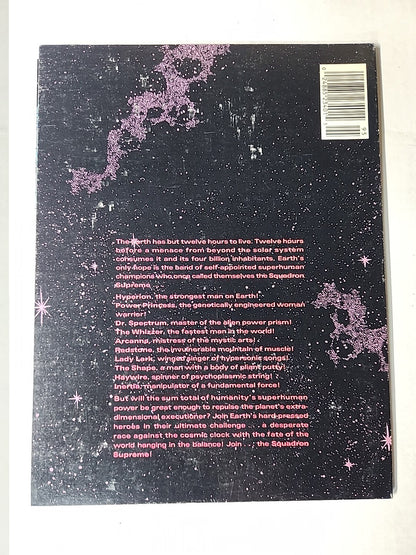 The Earth has but twelve hours to live. Twelve hours
before a menace from beyond the solar system
consumes it and its four billion inhabitants. Earth's
only hope is the band of self-appointed superhuman
champions who once called themselves the Squadron
Supreme . . .
Hyperion, the strongest man on Earth!
Power Princess, the genetically engineered woman
warrior!
Dr. Spectrum, master of the alien power prism!
The Whizzer, the fastest man in the world!
Arcanna, mistress of the mystic arts!
Redstone, the invulnerable mountain of muscle!
Lady Lark, winged singer of hypersonic songs!
The Shape, a man with a body of plastic putty!
Haywire, spinner of psychoplasmic string!
Inertia, manipulator of a fundamental force!
But will the sum total of humanity's superhuman
power be great enough to repulse the planet's extra-
dimensional executioner? Join Earth's hard-pressed
heroes in their ultimate challenge . . . a desperate
race against the cosmic clock with the fate of the
world hanging in the balance! Join . . . the Squadron
Supreme!